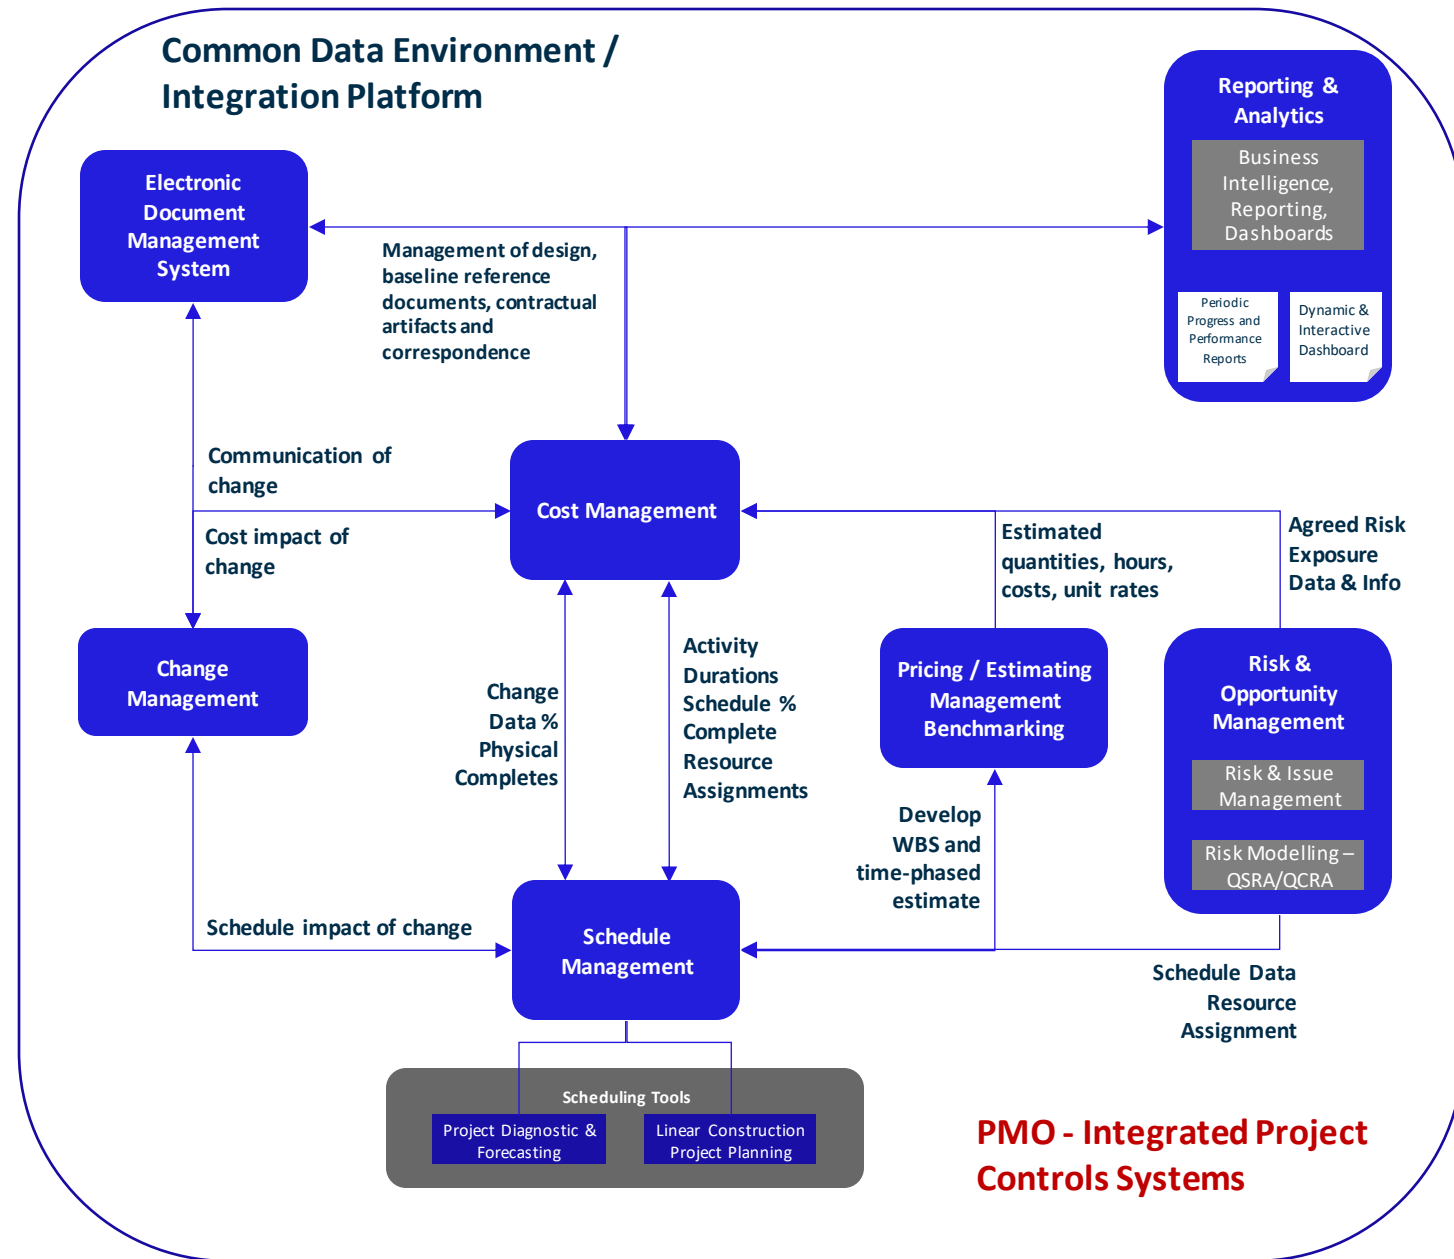 Common Data Environment /
Integration Platform
Reporting &
Analytics
Business
Intelligence,
Reporting,
Dashboards
Periodic
Progress and
Performance
Reports
Dynamic &
Interactive
Dashboard
Electronic
Document
Management
System
Management of design,
baseline reference
documents, contractual
artifacts and
correspondence
Communication of
change
Cost impact of
change
Cost Management
Estimated
quantities, hours,
costs, unit rates
Agreed Risk
Exposure
Data & Info
Change
Management
Change
Data %
Physical
Completes
Activity
Durations
Schedule %
Complete
Resource
Assignments
Pricing / Estimating
Management
Benchmarking
Risk &
Opportunity
Management
Risk & Issue
Management
Risk Modelling –
QSRA/QCRA
Develop
WBS and
time-phased
estimate
Schedule impact of change
Schedule
Management
Schedule Data
Resource
Assignment
Scheduling Tools
Project Diagnostic &
Forecasting
Linear Construction
Project Planning
PMO - Integrated Project
Controls Systems